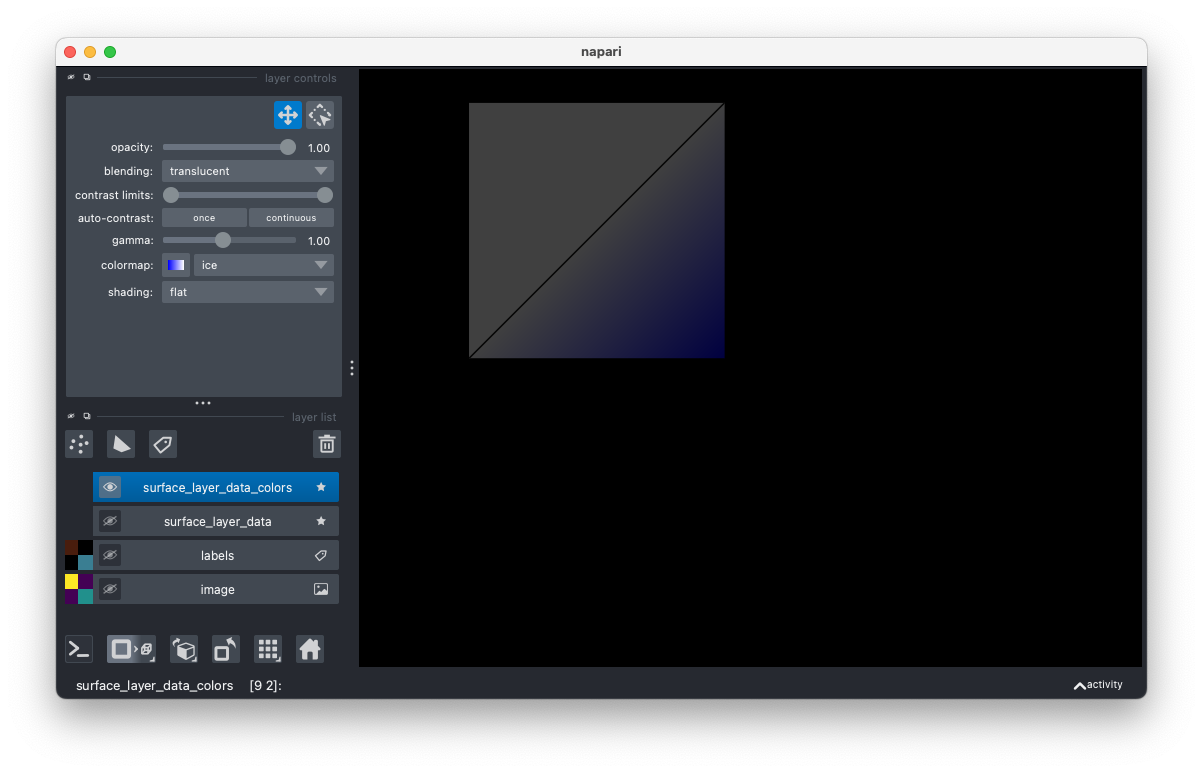 napari
layer controls
opacity: 1.00
blending: translucent
contrast limits:
auto-contrast: once continuous
gamma: 1.00
colormap: ice
shading: flat
layer list
surface_layer_data_colors
surface_layer_data
labels
image
surface_layer_data_colors [9 2]:
activity